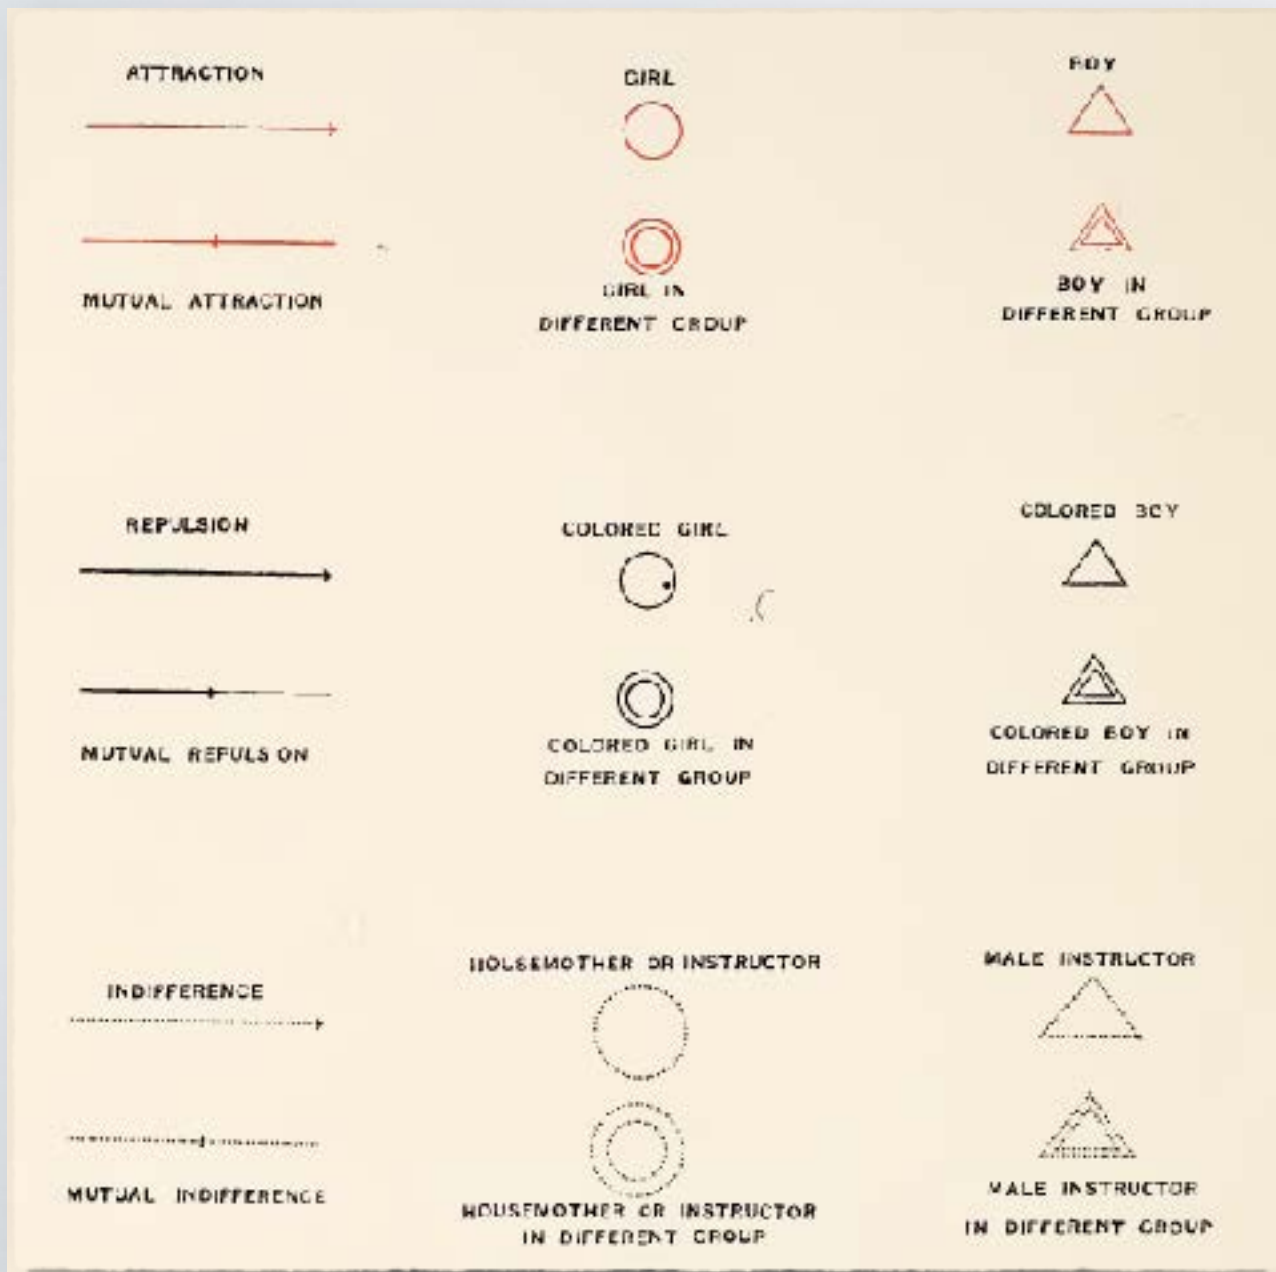 ATTRACTION
GIRL
BOY
MUTUAL ATTRACTION
GIRL IN
DIFFERENT GROUP
BOY IN
DIFFERENT GROUP
REPULSION
COLORED GIRL
COLORED BOY
MUTUAL REPULSION
COLORED GIRL IN
DIFFERENT GROUP
COLORED BOY IN
DIFFERENT GROUP
INDIFFERENCE
HOUSEMOTHER OR INSTRUCTOR
MALE INSTRUCTOR
MUTUAL INDIFFERENCE
HOUSEMOTHER OR INSTRUCTOR
IN DIFFERENT GROUP
MALE INSTRUCTOR
IN DIFFERENT GROUP